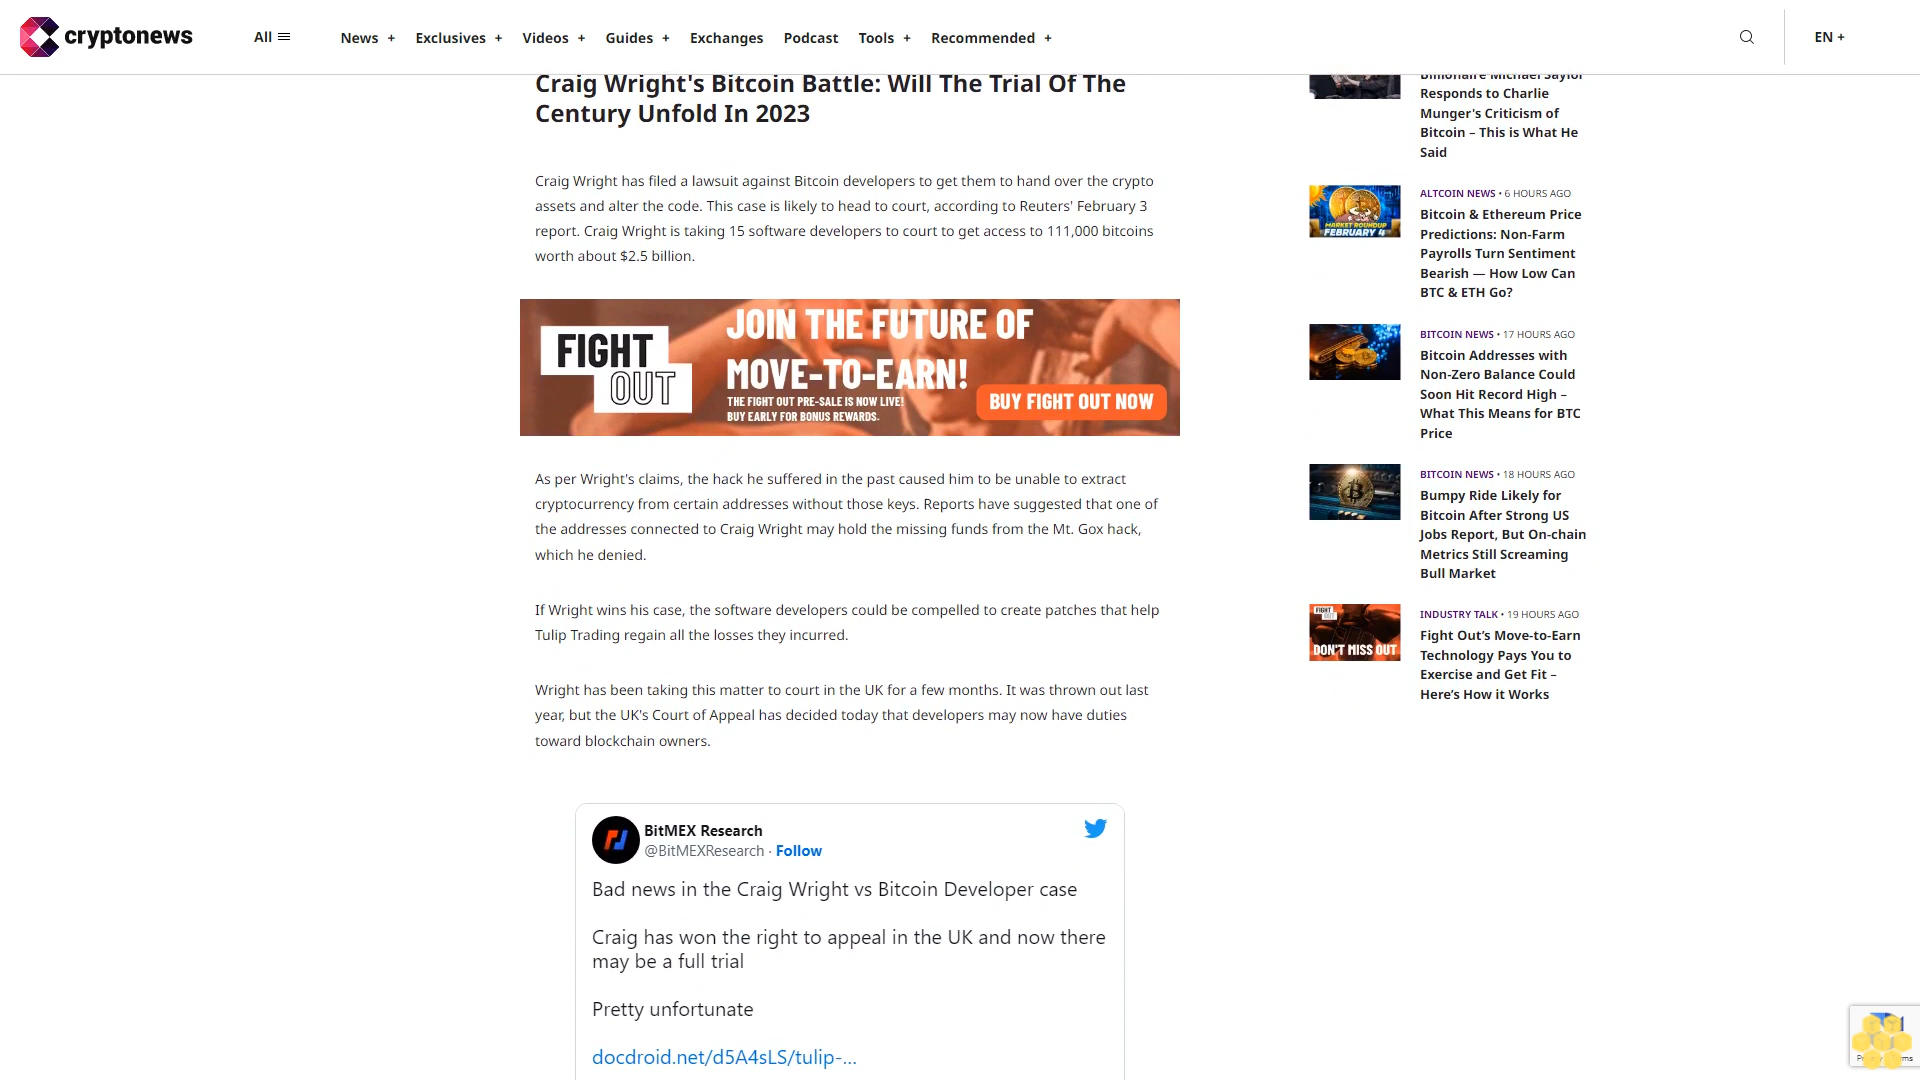 cryptonews
All
News +
Exclusives +
Videos +
Guides +
Exchanges
Podcast
Tools +
Recommended +
EN +
Craig Wright's Bitcoin Battle: Will The Trial Of The
Century Unfold In 2023
Craig Wright has filed a lawsuit against Bitcoin developers to get them to hand over the crypto
assets and alter the code. This case is likely to head to court, according to Reuters' February 3
report. Craig Wright is taking 15 software developers to court to get access to 111,000 bitcoins
worth about $2.5 billion.
FIGHT
OUT
JOIN THE FUTURE OF
MOVE-TO-EARN!
THE FIGHT OUT PRE-SALE IS NOW LIVE!
BUY EARLY FOR BONUS REWARDS.
BUY FIGHT OUT NOW
As per Wright's claims, the hack he suffered in the past caused him to be unable to extract
cryptocurrency from certain addresses without those keys. Reports have suggested that one of
the addresses connected to Craig Wright may hold the missing funds from the Mt. Gox hack,
which he denied.
If Wright wins his case, the software developers could be compelled to create patches that help
Tulip Trading regain all the losses they incurred.
Wright has been taking this matter to court in the UK for a few months. It was thrown out last
year, but the UK's Court of Appeal has decided today that developers may now have duties
toward blockchain owners.
BitMEX Research
@BitMEXResearch · Follow
Bad news in the Craig Wright vs Bitcoin Developer case
Craig has won the right to appeal in the UK and now there
may be a full trial
Pretty unfortunate
docdroid.net/d5A4sLS/tulip-...
Billionaire Michael Saylor
Responds to Charlie
Munger's Criticism of
Bitcoin – This is What He
Said
MARKET ROUNDUP
FEBRUARY 4
ALTCOIN NEWS • 6 HOURS AGO
Bitcoin & Ethereum Price
Predictions: Non-Farm
Payrolls Turn Sentiment
Bearish — How Low Can
BTC & ETH Go?
BITCOIN NEWS • 17 HOURS AGO
Bitcoin Addresses with
Non-Zero Balance Could
Soon Hit Record High –
What This Means for BTC
Price
BITCOIN NEWS • 18 HOURS AGO
Bumpy Ride Likely for
Bitcoin After Strong US
Jobs Report, But On-chain
Metrics Still Screaming
Bull Market
FIGHT
OUT
DON'T MISS OUT
INDUSTRY TALK • 19 HOURS AGO
Fight Out’s Move-to-Earn
Technology Pays You to
Exercise and Get Fit –
Here’s How it Works